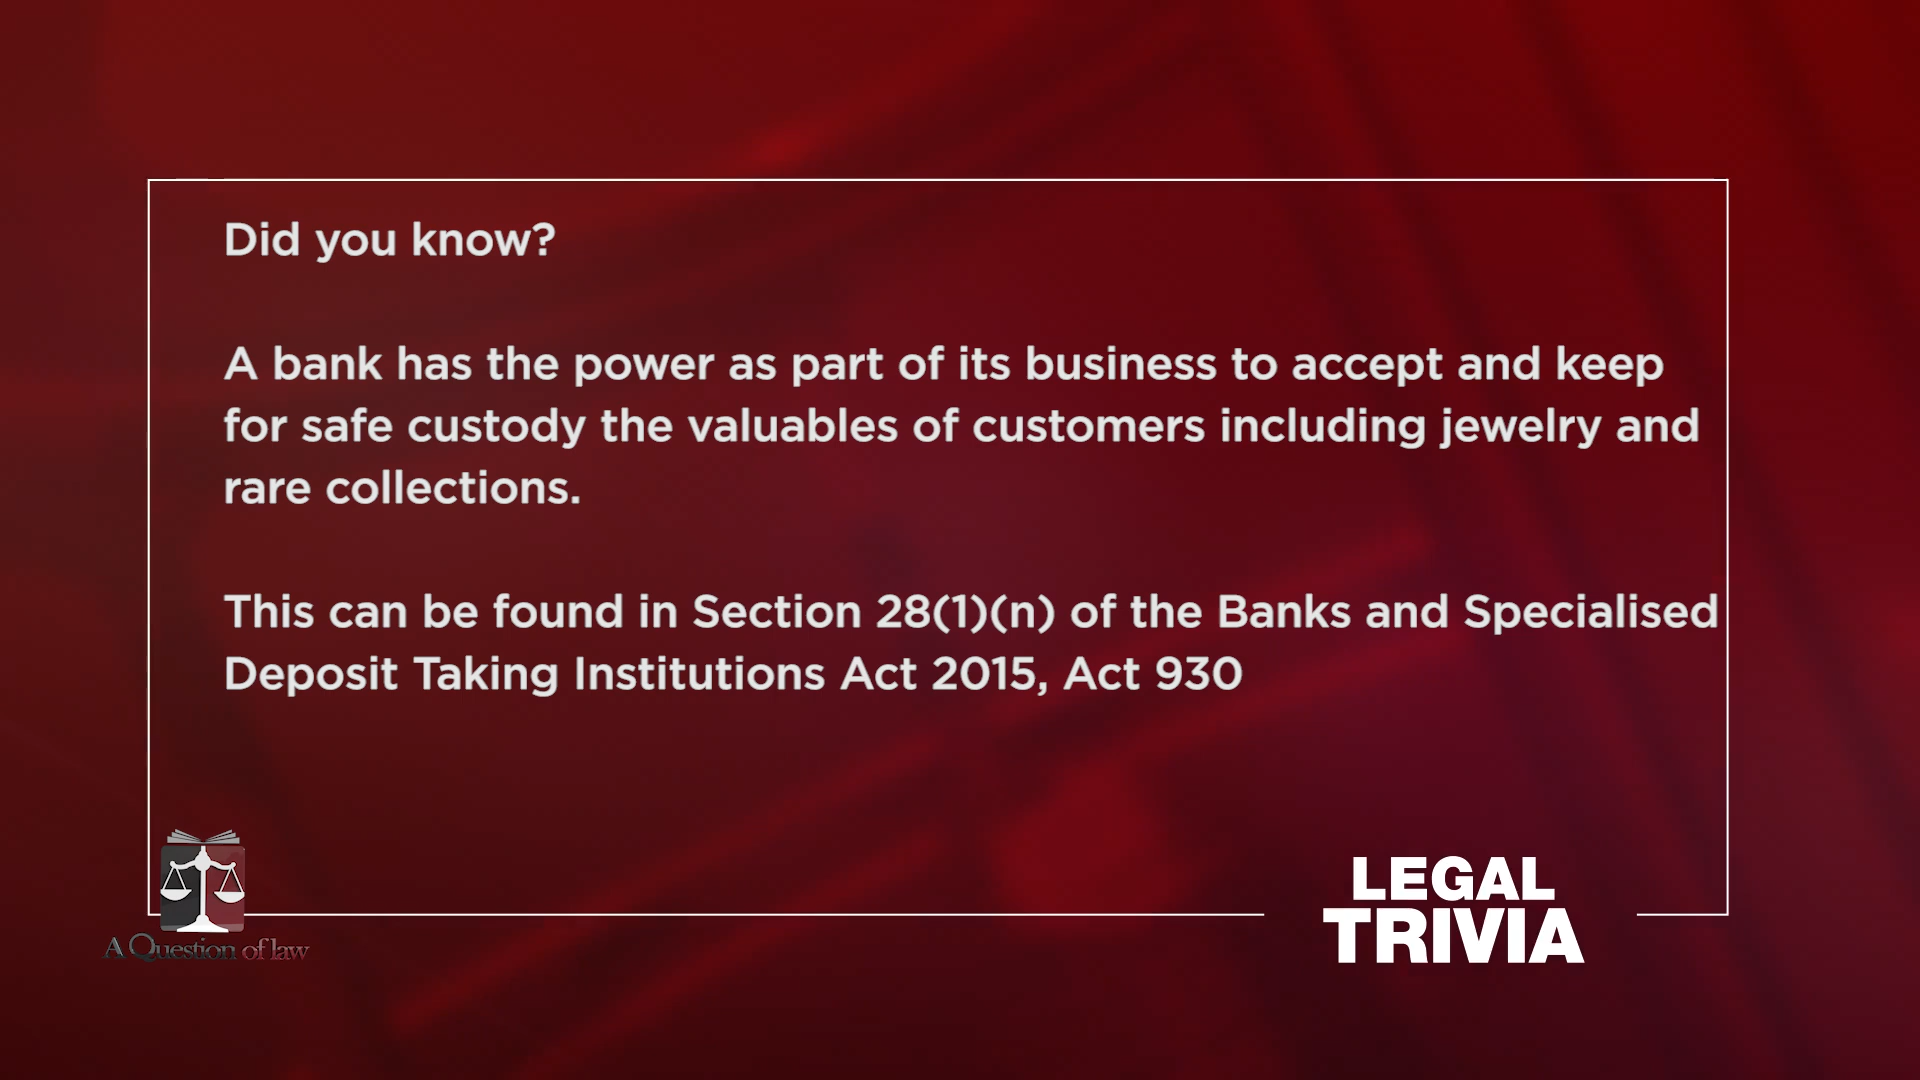 Did you know?
A bank has the power as part of its business to accept and keep
for safe custody the valuables of customers including jewelry and
rare collections.
This can be found in Section 28(1)(n) of the Banks and Specialised
Deposit Taking Institutions Act 2015, Act 930
A Question of law
LEGAL
TRIVIA